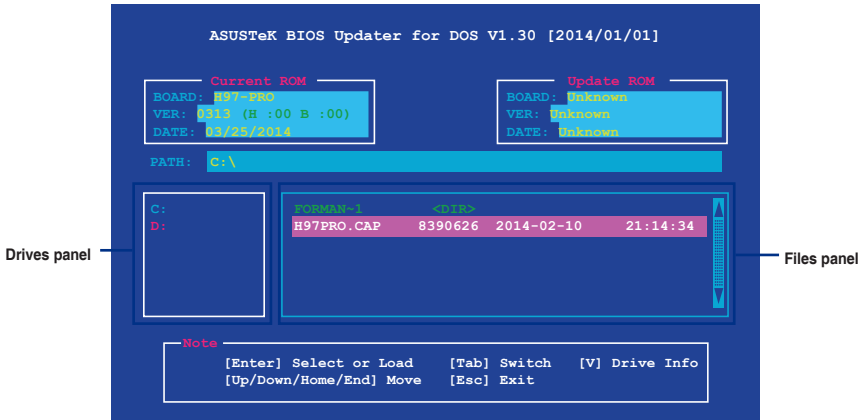 ASUSTeK BIOS Updater for DOS V1.30 [2014/01/01]
Current ROM
BOARD: H97-PRO
VER: 0313 (H :00 B :00)
DATE: 03/25/2014
Update ROM
BOARD: Unknown
VER: Unknown
DATE: Unknown
PATH: C:\
C:
D:
FORMAN~1 <DIR>
H97PRO.CAP 8390626 2014-02-10 21:14:34
Drives panel
Files panel
Note
[Enter] Select or Load [Tab] Switch [V] Drive Info
[Up/Down/Home/End] Move [Esc] Exit